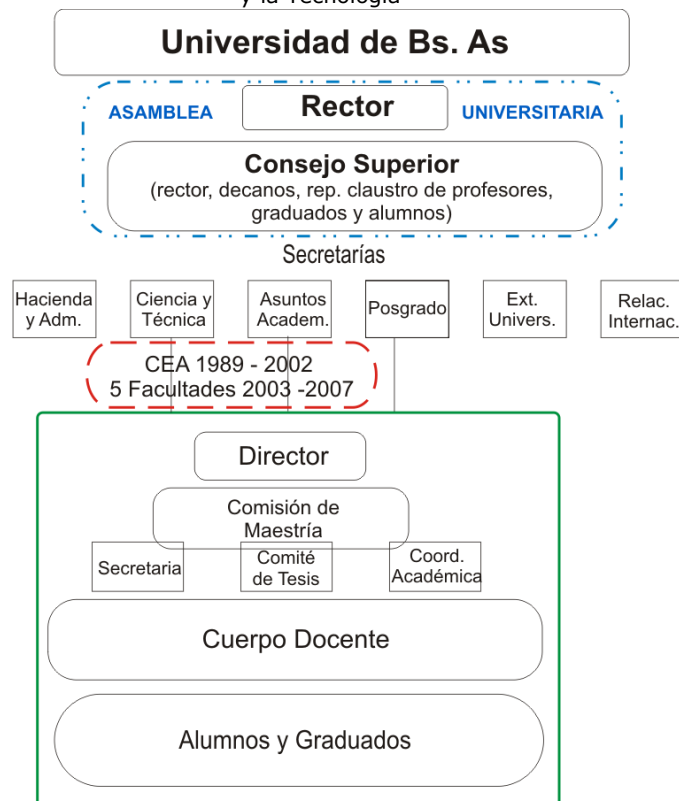 y la Tecnología
Universidad de Bs. As
ASAMBLEA
Rector
UNIVERSITARIA
Consejo Superior
(rector, decanos, rep. claustro de profesores,
graduados y alumnos)
Secretarías
Hacienda
y Adm.
Ciencia y
Técnica
Asuntos
Academ.
Posgrado
Ext.
Univers.
Relac.
Internac.
CEA 1989 - 2002
5 Facultades 2003 -2007
Director
Comisión de
Maestría
Secretaria
Comité
de Tesis
Coord.
Académica
Cuerpo Docente
Alumnos y Graduados